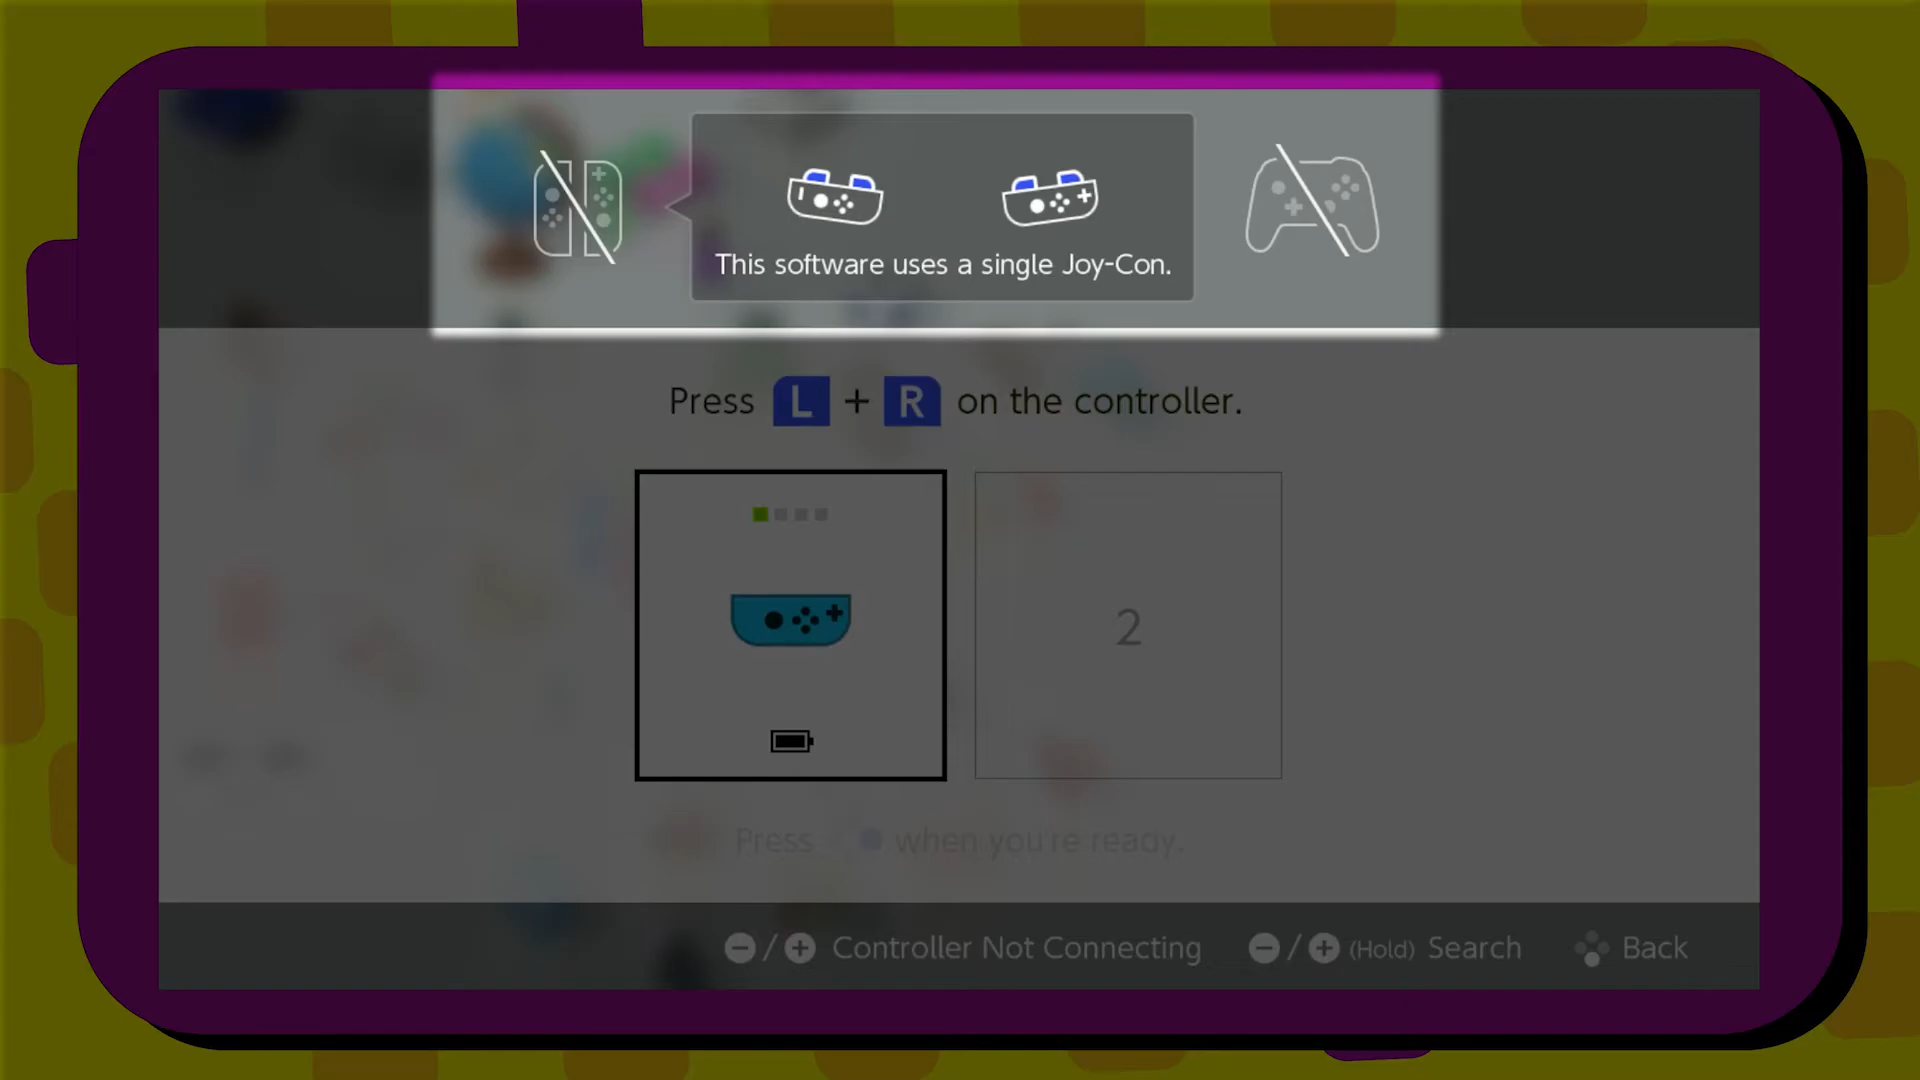 This software uses a single Joy-Con.
Press L + R on the controller.
2
Press when you're ready.
−/+ Controller Not Connecting −/+ (Hold) Search Back